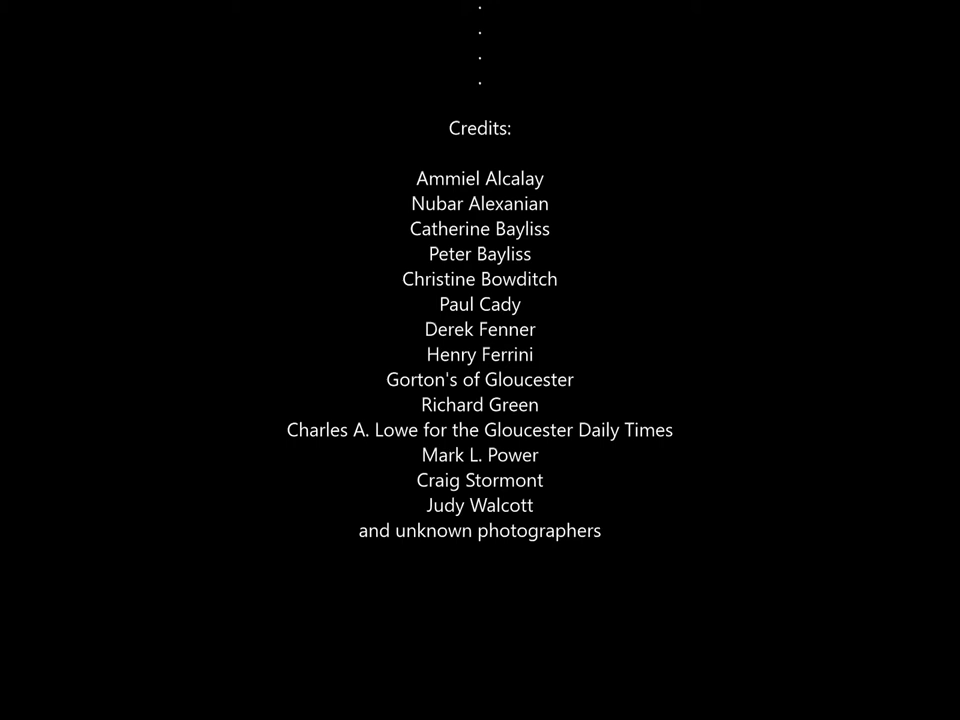 .
.
.
.
Credits:
Ammiel Alcalay
Nubar Alexanian
Catherine Bayliss
Peter Bayliss
Christine Bowditch
Paul Cady
Derek Fenner
Henry Ferrini
Gorton's of Gloucester
Richard Green
Charles A. Lowe for the Gloucester Daily Times
Mark L. Power
Craig Stormont
Judy Walcott
and unknown photographers